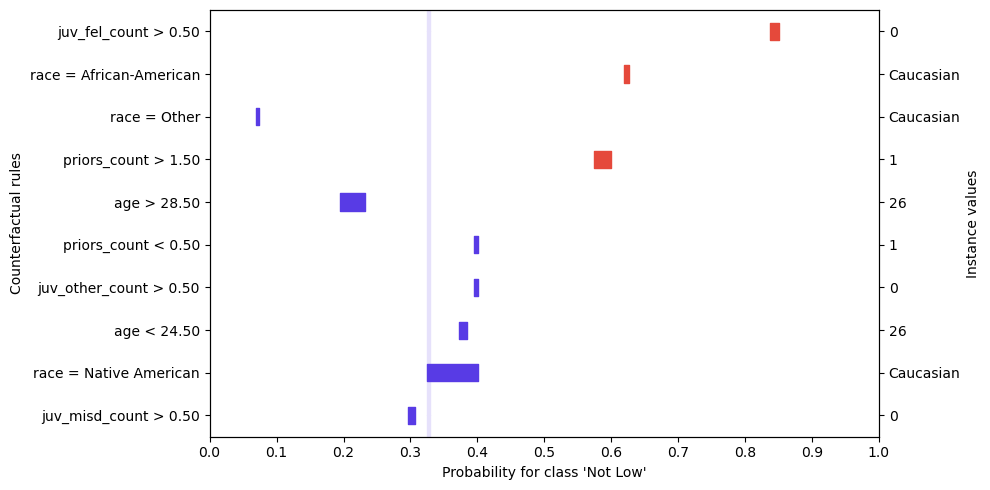 juv_fel_count > 0.50
0
race = African-American
Caucasian
race = Other
Caucasian
priors_count > 1.50
1
age > 28.50
26
priors_count < 0.50
1
juv_other_count > 0.50
0
age < 24.50
26
race = Native American
Caucasian
juv_misd_count > 0.50
0
Counterfactual rules
Instance values
0.0 0.1 0.2 0.3 0.4 0.5 0.6 0.7 0.8 0.9 1.0
Probability for class 'Not Low'